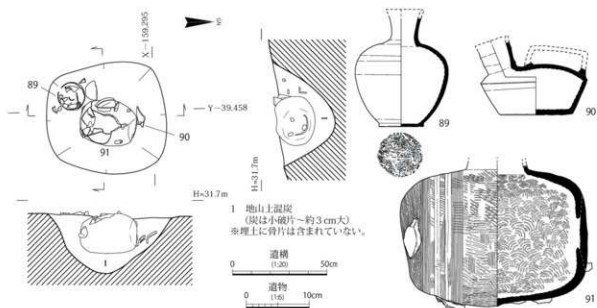 X—159,295
S
89
Y—39,458
90
91
1
H=31.7m
H=31.7m
1
1 地山土混炭
(炭は小破片〜約3cm大)
※埋土に骨片は含まれていない。
遺構
0 (1:20) 50cm
遺物
0 (1:6) 10cm
89
90
91